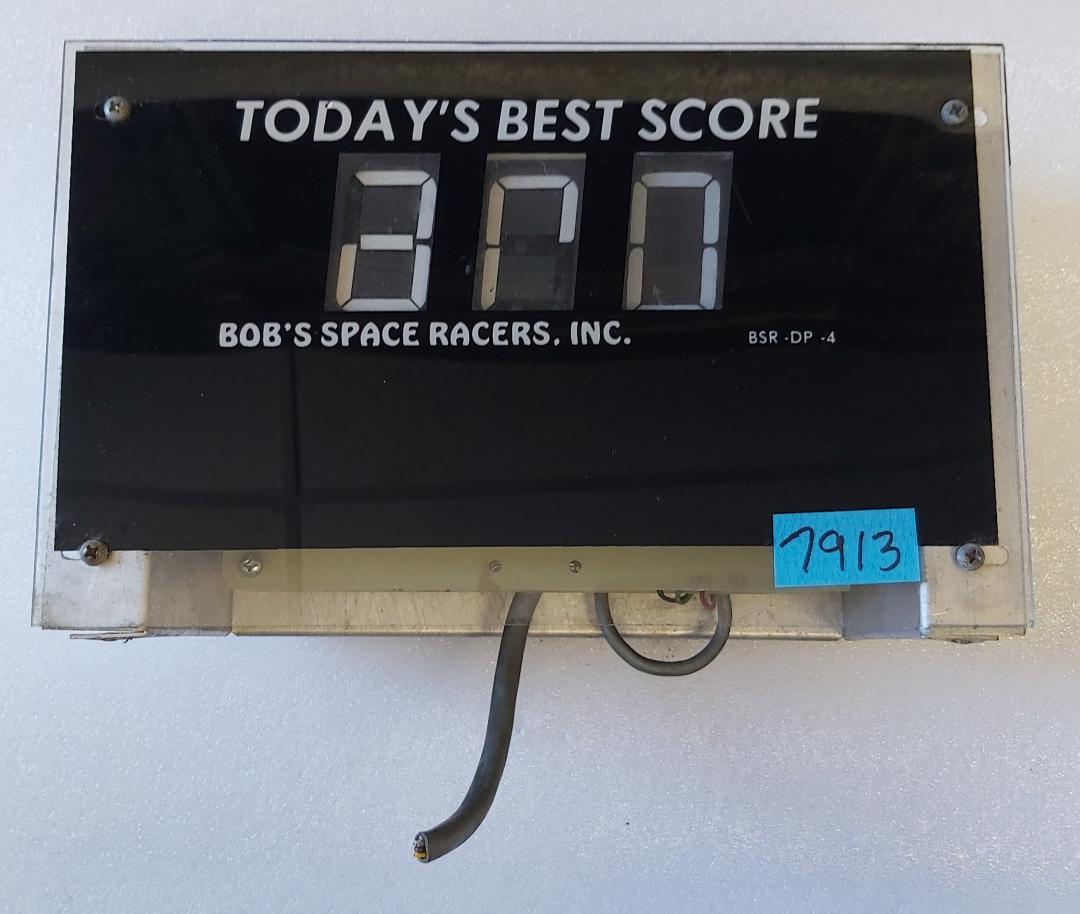 TODAY'S BEST SCORE
BOB'S SPACE RACERS, INC.
BSR -DP -4
7913